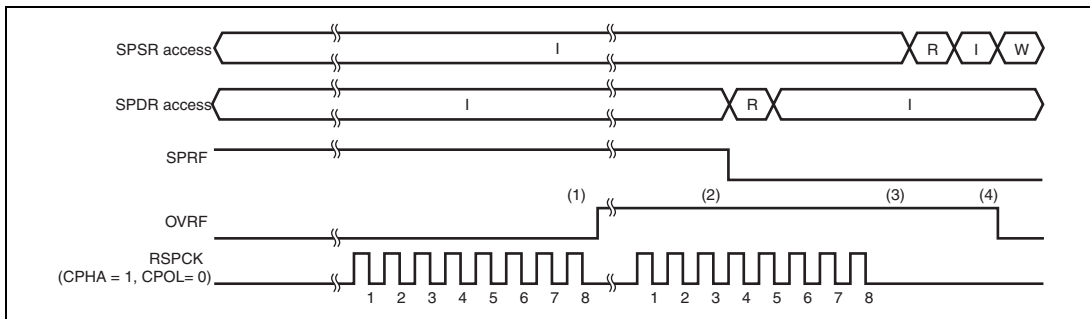 SPSR access I R I W
SPDR access I R I
SPRF
(1) (2) (3) (4)
OVRF
RSPCK
(CPHA = 1, CPOL= 0)
1 2 3 4 5 6 7 8 1 2 3 4 5 6 7 8